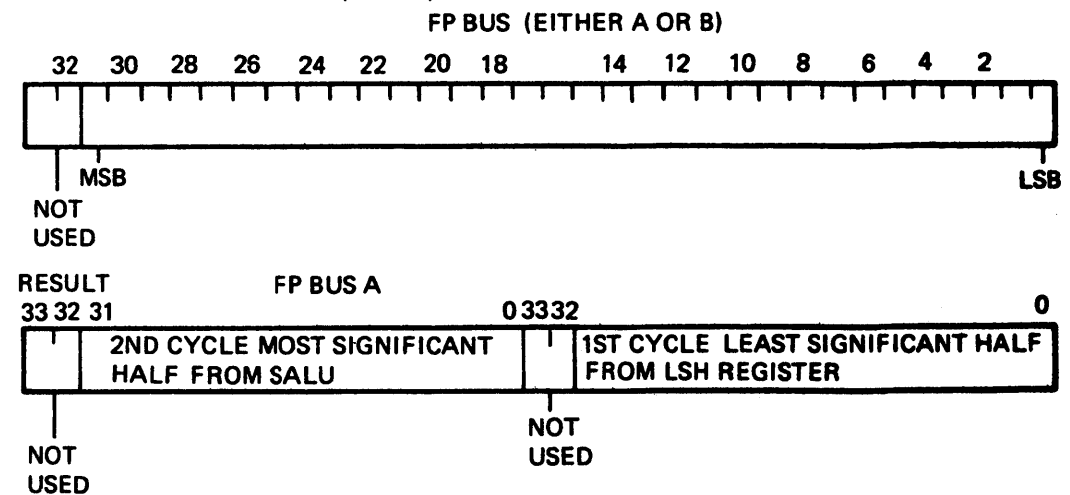 FP BUS (EITHER A OR B)
32 30 28 26 24 22 20 18 14 12 10 8 6 4 2
MSB
LSB
NOT
USED
RESULT FP BUS A
33 32 31 0 33 32 0
2ND CYCLE MOST SIGNIFICANT
HALF FROM SALU
1ST CYCLE LEAST SIGNIFICANT HALF
FROM LSH REGISTER
NOT
USED
NOT
USED